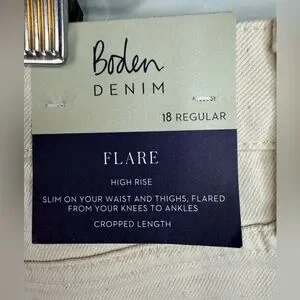 Boden
DENIM
18 REGULAR
FLARE
HIGH RISE
SLIM ON YOUR WAIST AND THIGHS, FLARED
FROM YOUR KNEES TO ANKLES
CROPPED LENGTH